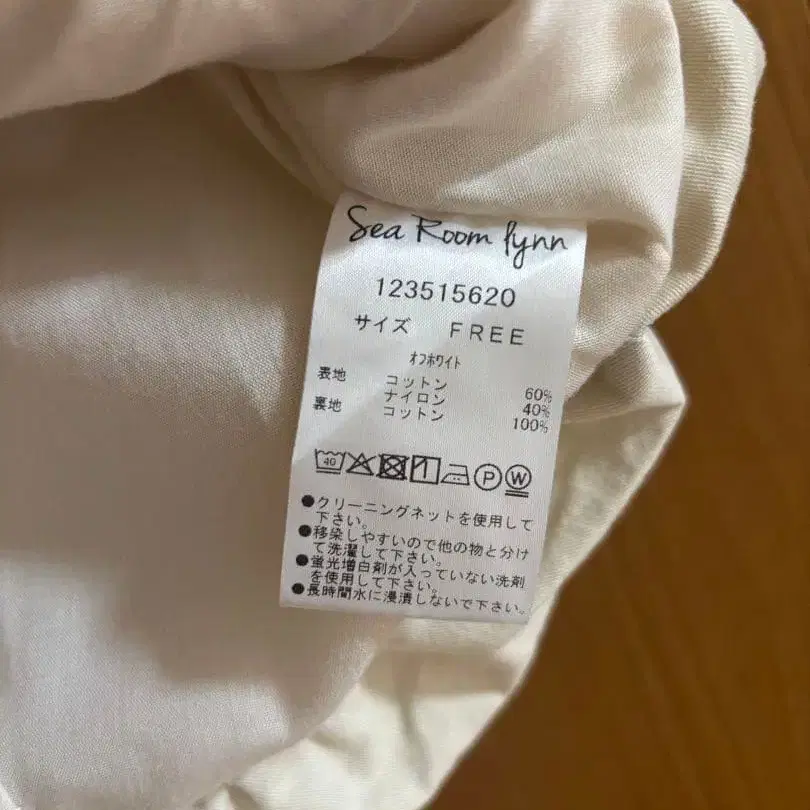 Sea Room lynn
123515620
サイズ FREE
ｵﾌﾎﾜｲﾄ
表地 コットン 60%
ナイロン 40%
裏地 コットン 100%
40 P W
●クリーニングネットを使用して
下さい。
●移染しやすいので他の物と分け
て洗濯して下さい。
●蛍光増白剤が入っていない洗剤
を使用して下さい。
●長時間水に浸漬しないで下さい。